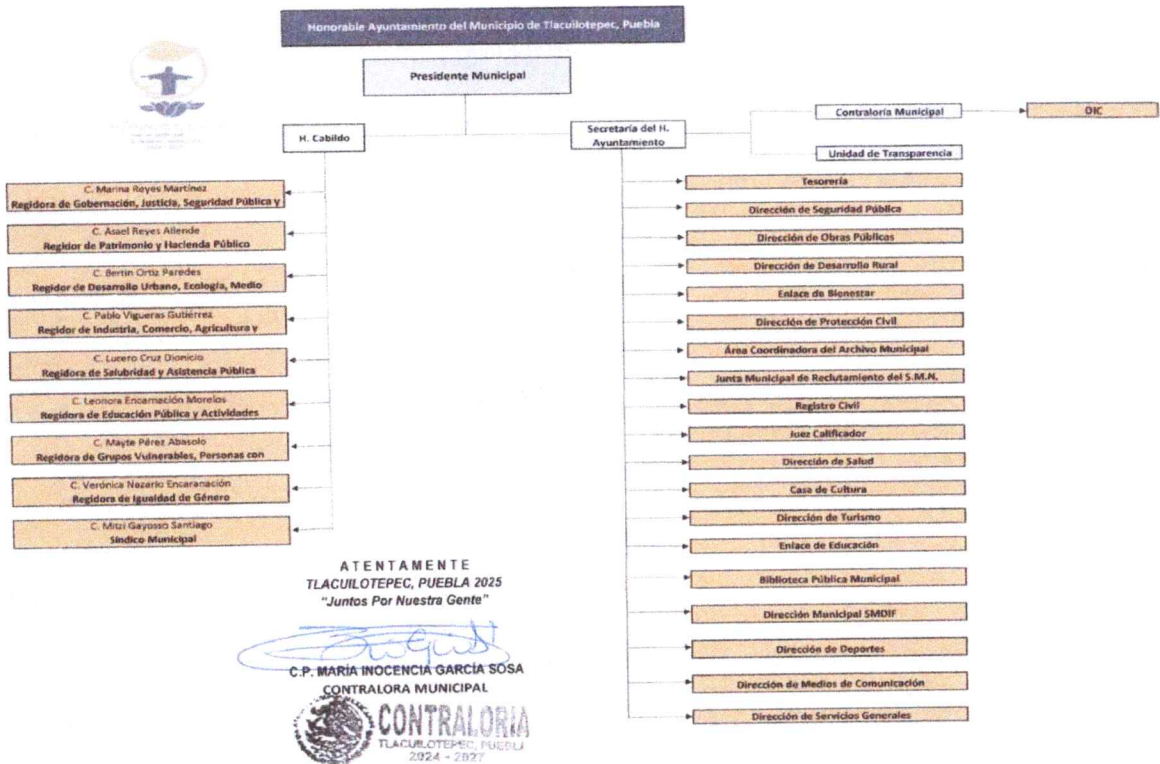 Honorable Ayuntamiento del Municipio de Tlacuilotepec, Puebla
Presidente Municipal
H. Cabildo
Secretaría del H.
Ayuntamiento
Contraloría Municipal
OIC
Unidad de Transparencia
C. Marina Reyes Martínez
Regidora de Gobernación, Justicia, Seguridad Pública y
C. Asael Reyes Allende
Regidor de Patrimonio y Hacienda Público
C. Bertin Ortiz Paredes
Regidor de Desarrollo Urbano, Ecología, Medio
C. Pablo Vigueras Gutiérrez
Regidor de Industria, Comercio, Agricultura y
C. Lucero Cruz Dionicio
Regidora de Salubridad y Asistencia Pública
C. Leonora Encarnación Morelos
Regidora de Educación Pública y Actividades
C. Mayte Pérez Abasolo
Regidora de Grupos Vulnerables, Personas con
C. Verónica Nazario Encaranación
Regidora de Igualdad de Género
C. Mitzi Gayosso Santiago
Síndico Municipal
Tesorería
Dirección de Seguridad Pública
Dirección de Obras Públicas
Dirección de Desarrollo Rural
Enlace de Bienestar
Dirección de Protección Civil
Área Coordinadora del Archivo Municipal
Junta Municipal de Reclutamiento del S.M.N.
Registro Civil
Juez Calificador
Dirección de Salud
Casa de Cultura
Dirección de Turismo
Enlace de Educación
Biblioteca Pública Municipal
Dirección Municipal SMDIF
Dirección de Deportes
Dirección de Medios de Comunicación
Dirección de Servicios Generales
ATENTAMENTE
TLACUILOTEPEC, PUEBLA 2025
"Juntos Por Nuestra Gente"
C.P. MARÍA INOCENCIA GARCÍA SOSA
CONTRALORA MUNICIPAL
CONTRALORIA
TLACUILOTEPEC, PUEBLA
2024 - 2027